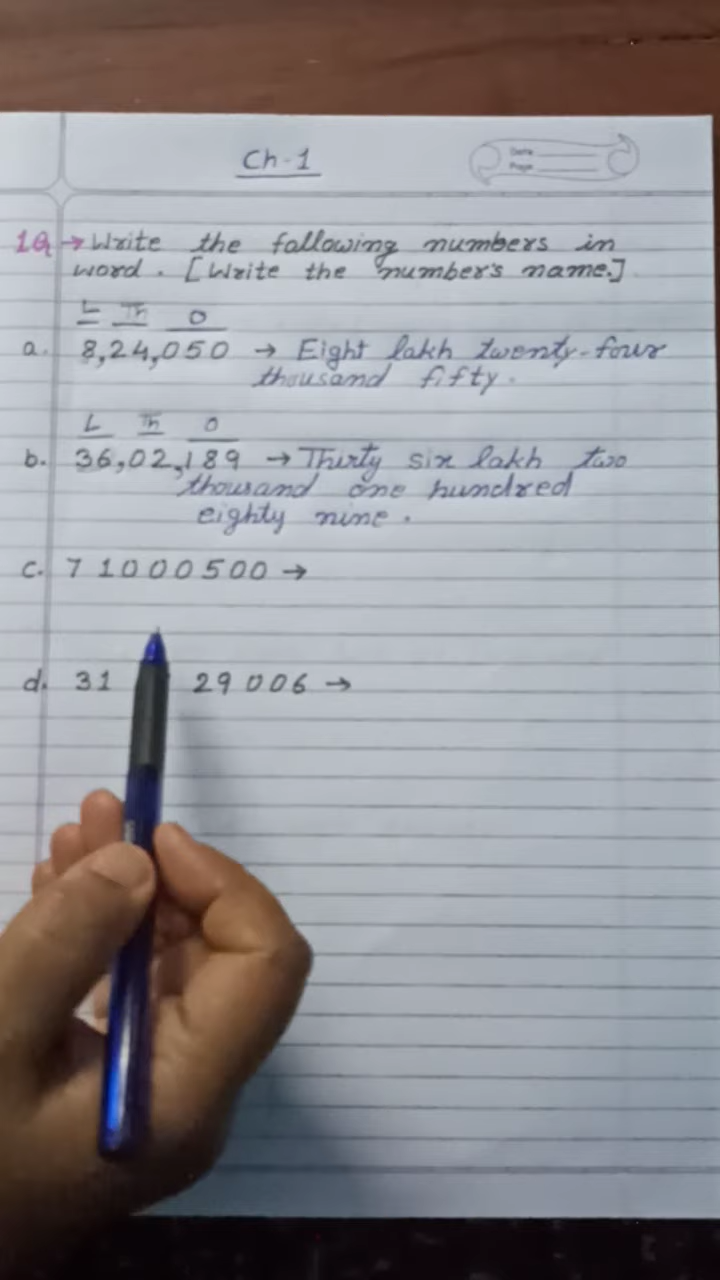 Ch-1
Date
Page
1Q→ Write the following numbers in
word. [Write the number's name.]
L Th O
a. 8,24,050 → Eight lakh twenty-four
thousand fifty.
L Th O
b. 36,02,189 → Thirty six lakh two
thousand one hundred
eighty nine.
c. 71000500 →
d. 31 29006 →